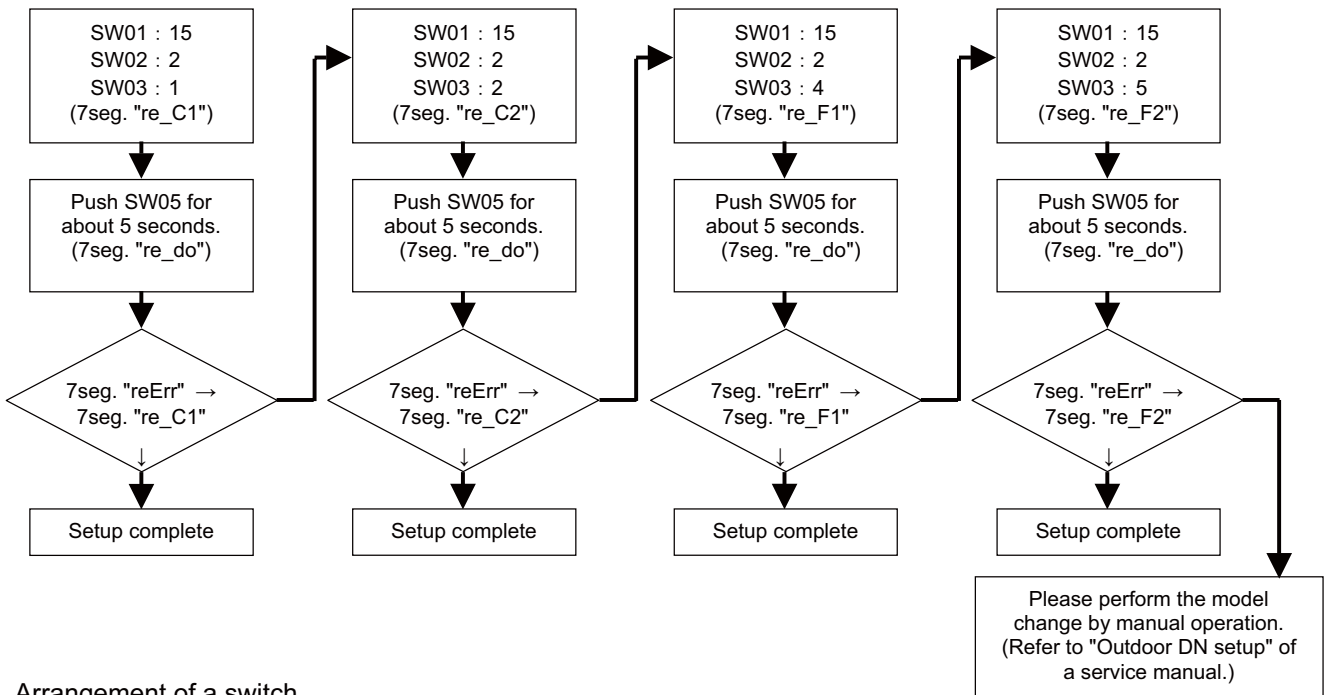 SW01 : 15
SW02 : 2
SW03 : 1
(7seg. "re_C1")
Push SW05 for
about 5 seconds.
(7seg. "re_do")
7seg. "reErr" →
7seg. "re_C1"
↓
Setup complete
SW01 : 15
SW02 : 2
SW03 : 2
(7seg. "re_C2")
Push SW05 for
about 5 seconds.
(7seg. "re_do")
7seg. "reErr" →
7seg. "re_C2"
↓
Setup complete
SW01 : 15
SW02 : 2
SW03 : 4
(7seg. "re_F1")
Push SW05 for
about 5 seconds.
(7seg. "re_do")
7seg. "reErr" →
7seg. "re_F1"
↓
Setup complete
SW01 : 15
SW02 : 2
SW03 : 5
(7seg. "re_F2")
Push SW05 for
about 5 seconds.
(7seg. "re_do")
7seg. "reErr" →
7seg. "re_F2"
↓
Setup complete
Please perform the model
change by manual operation.
(Refer to "Outdoor DN setup" of
a service manual.)
Arrangement of a switch